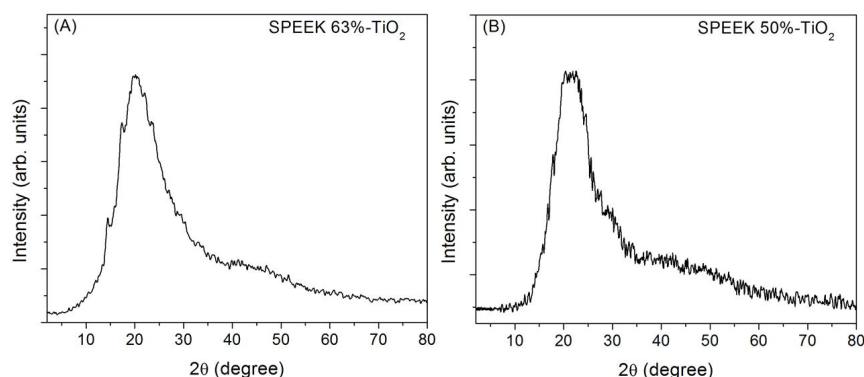 (A) SPEEK 63%-TiO₂
Intensity (arb. units)
10 20 30 40 50 60 70 80
2θ (degree)
(B) SPEEK 50%-TiO₂
Intensity (arb. units)
10 20 30 40 50 60 70 80
2θ (degree)